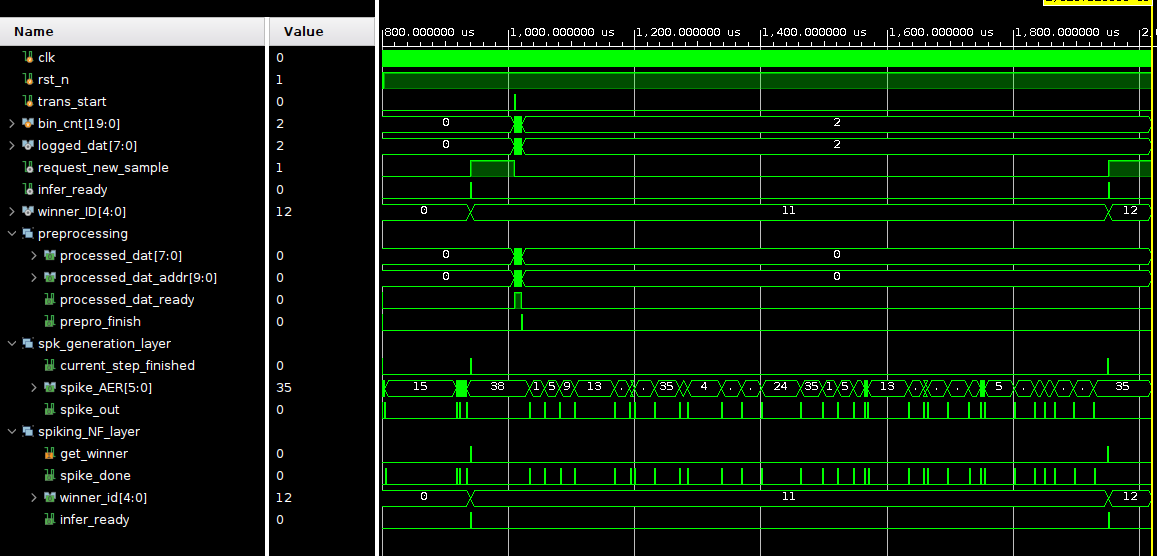 Name Value
800.000000 us 1,000.000000 us 1,200.000000 us 1,400.000000 us 1,600.000000 us 1,800.000000 us
clk 0
rst_n 1
trans_start 0
bin_cnt[19:0] 2 0 2
logged_dat[7:0] 2 0 2
request_new_sample 1
infer_ready 0
winner_ID[4:0] 12 0 11 12
preprocessing
processed_dat[7:0] 0 0 0
processed_dat_addr[9:0] 0 0 0
processed_dat_ready 0
prepro_finish 0
spk_generation_layer
current_step_finished 0
spike_AER[5:0] 35 15 38 1 5 9 13 . . 35 4 . . 24 35 1 5 13 . . . 5 . . . 35
spike_out 0
spiking_NF_layer
get_winner 0
spike_done 0
winner_id[4:0] 12 0 11 12
infer_ready 0